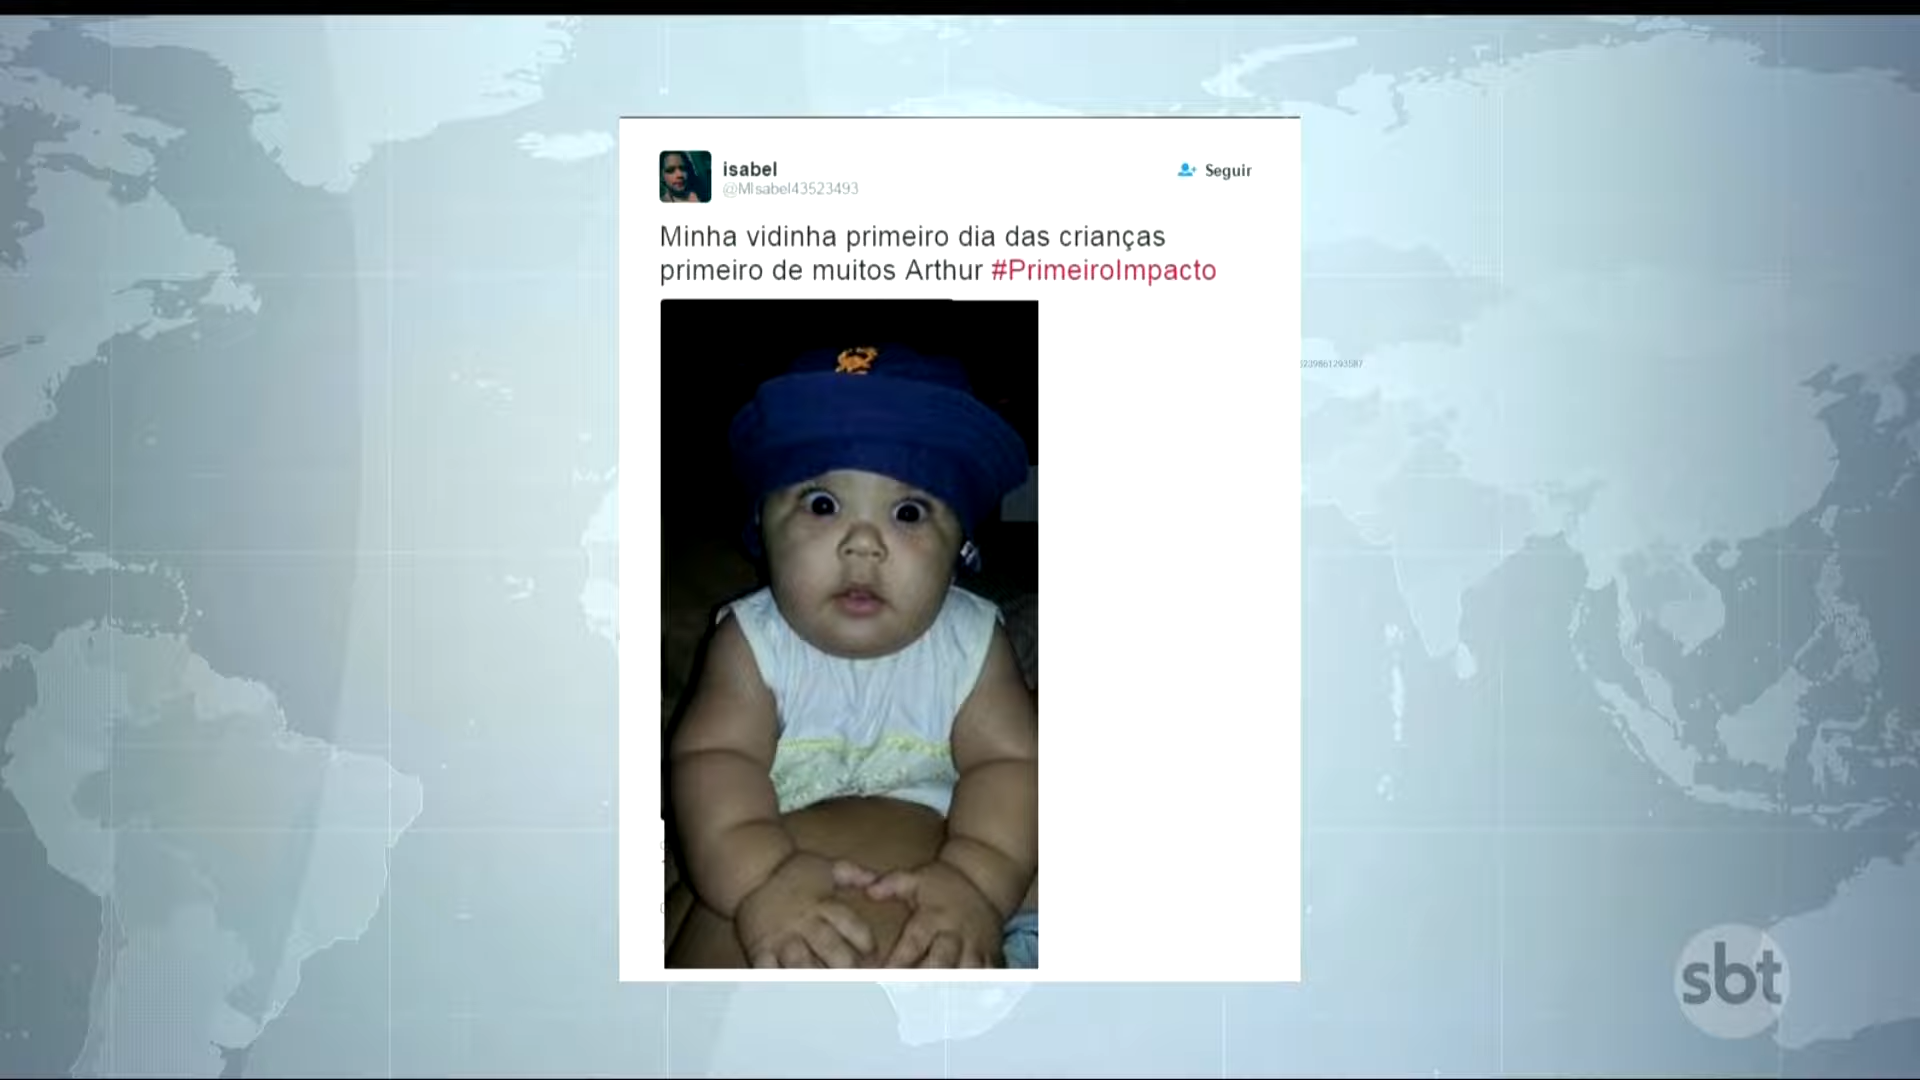 isabel
@MIsabel43523493
Seguir
Minha vidinha primeiro dia das crianças
primeiro de muitos Arthur #PrimeiroImpacto
sbt